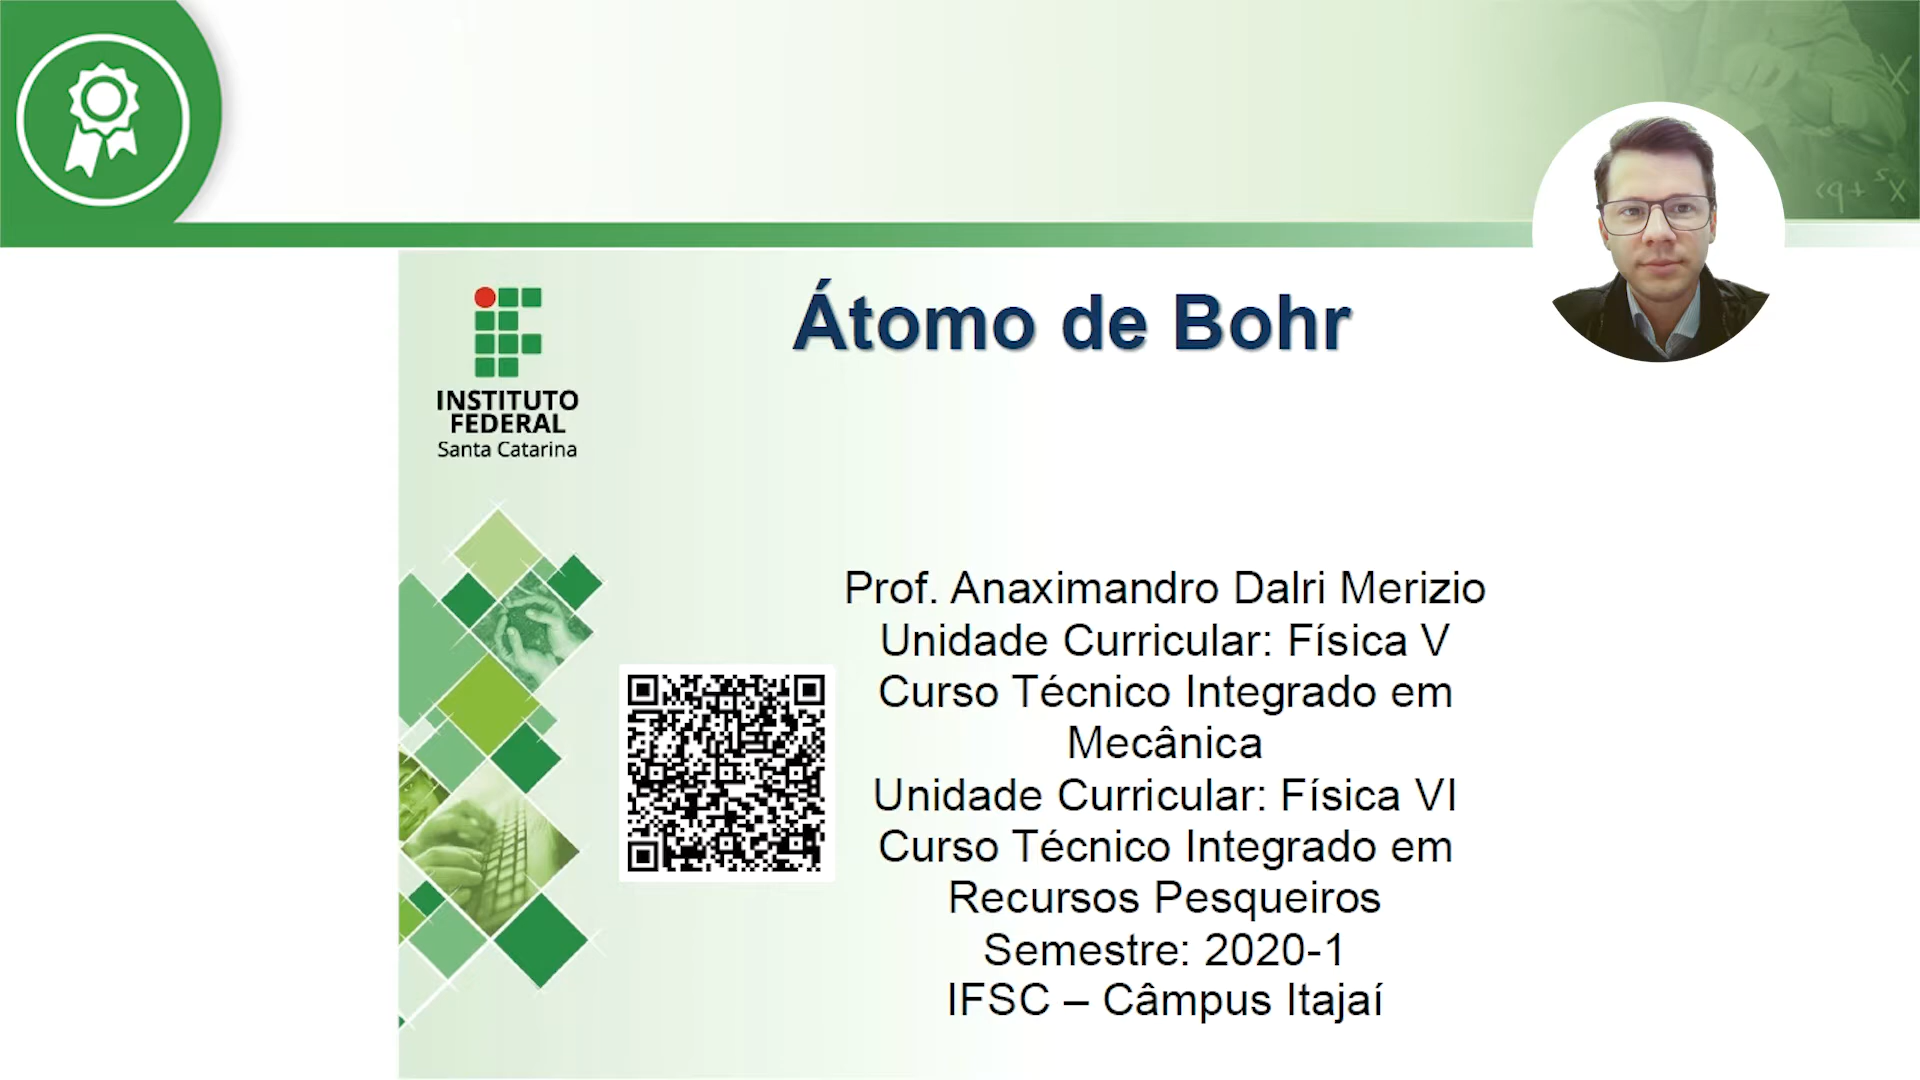 Átomo de Bohr
INSTITUTO
FEDERAL
Santa Catarina
Prof. Anaximandro Dalri Merizio
Unidade Curricular: Física V
Curso Técnico Integrado em
Mecânica
Unidade Curricular: Física VI
Curso Técnico Integrado em
Recursos Pesqueiros
Semestre: 2020-1
IFSC – Câmpus Itajaí